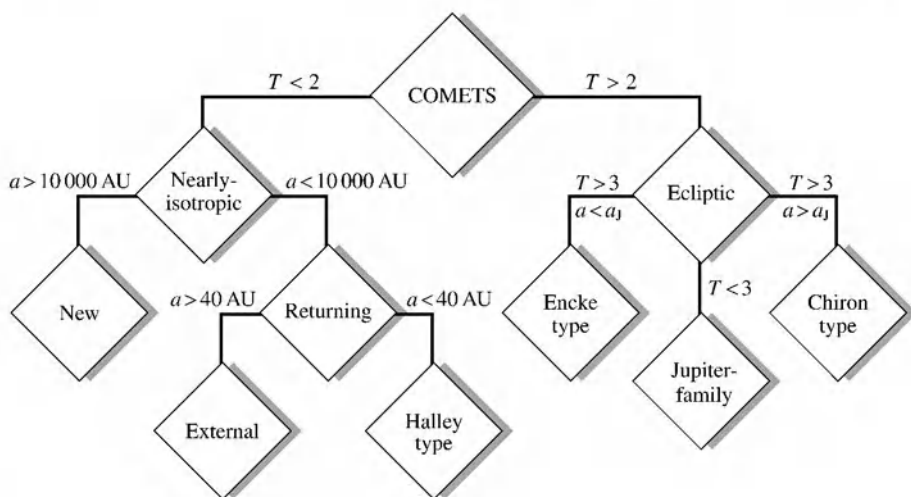 COMETS
T < 2
T > 2
Nearly-
isotropic
a > 10 000 AU
a < 10 000 AU
Ecliptic
T > 3
a < aJ
T > 3
a > aJ
T < 3
New
Returning
a > 40 AU
a < 40 AU
Encke
type
Chiron
type
Jupiter-
family
External
Halley
type